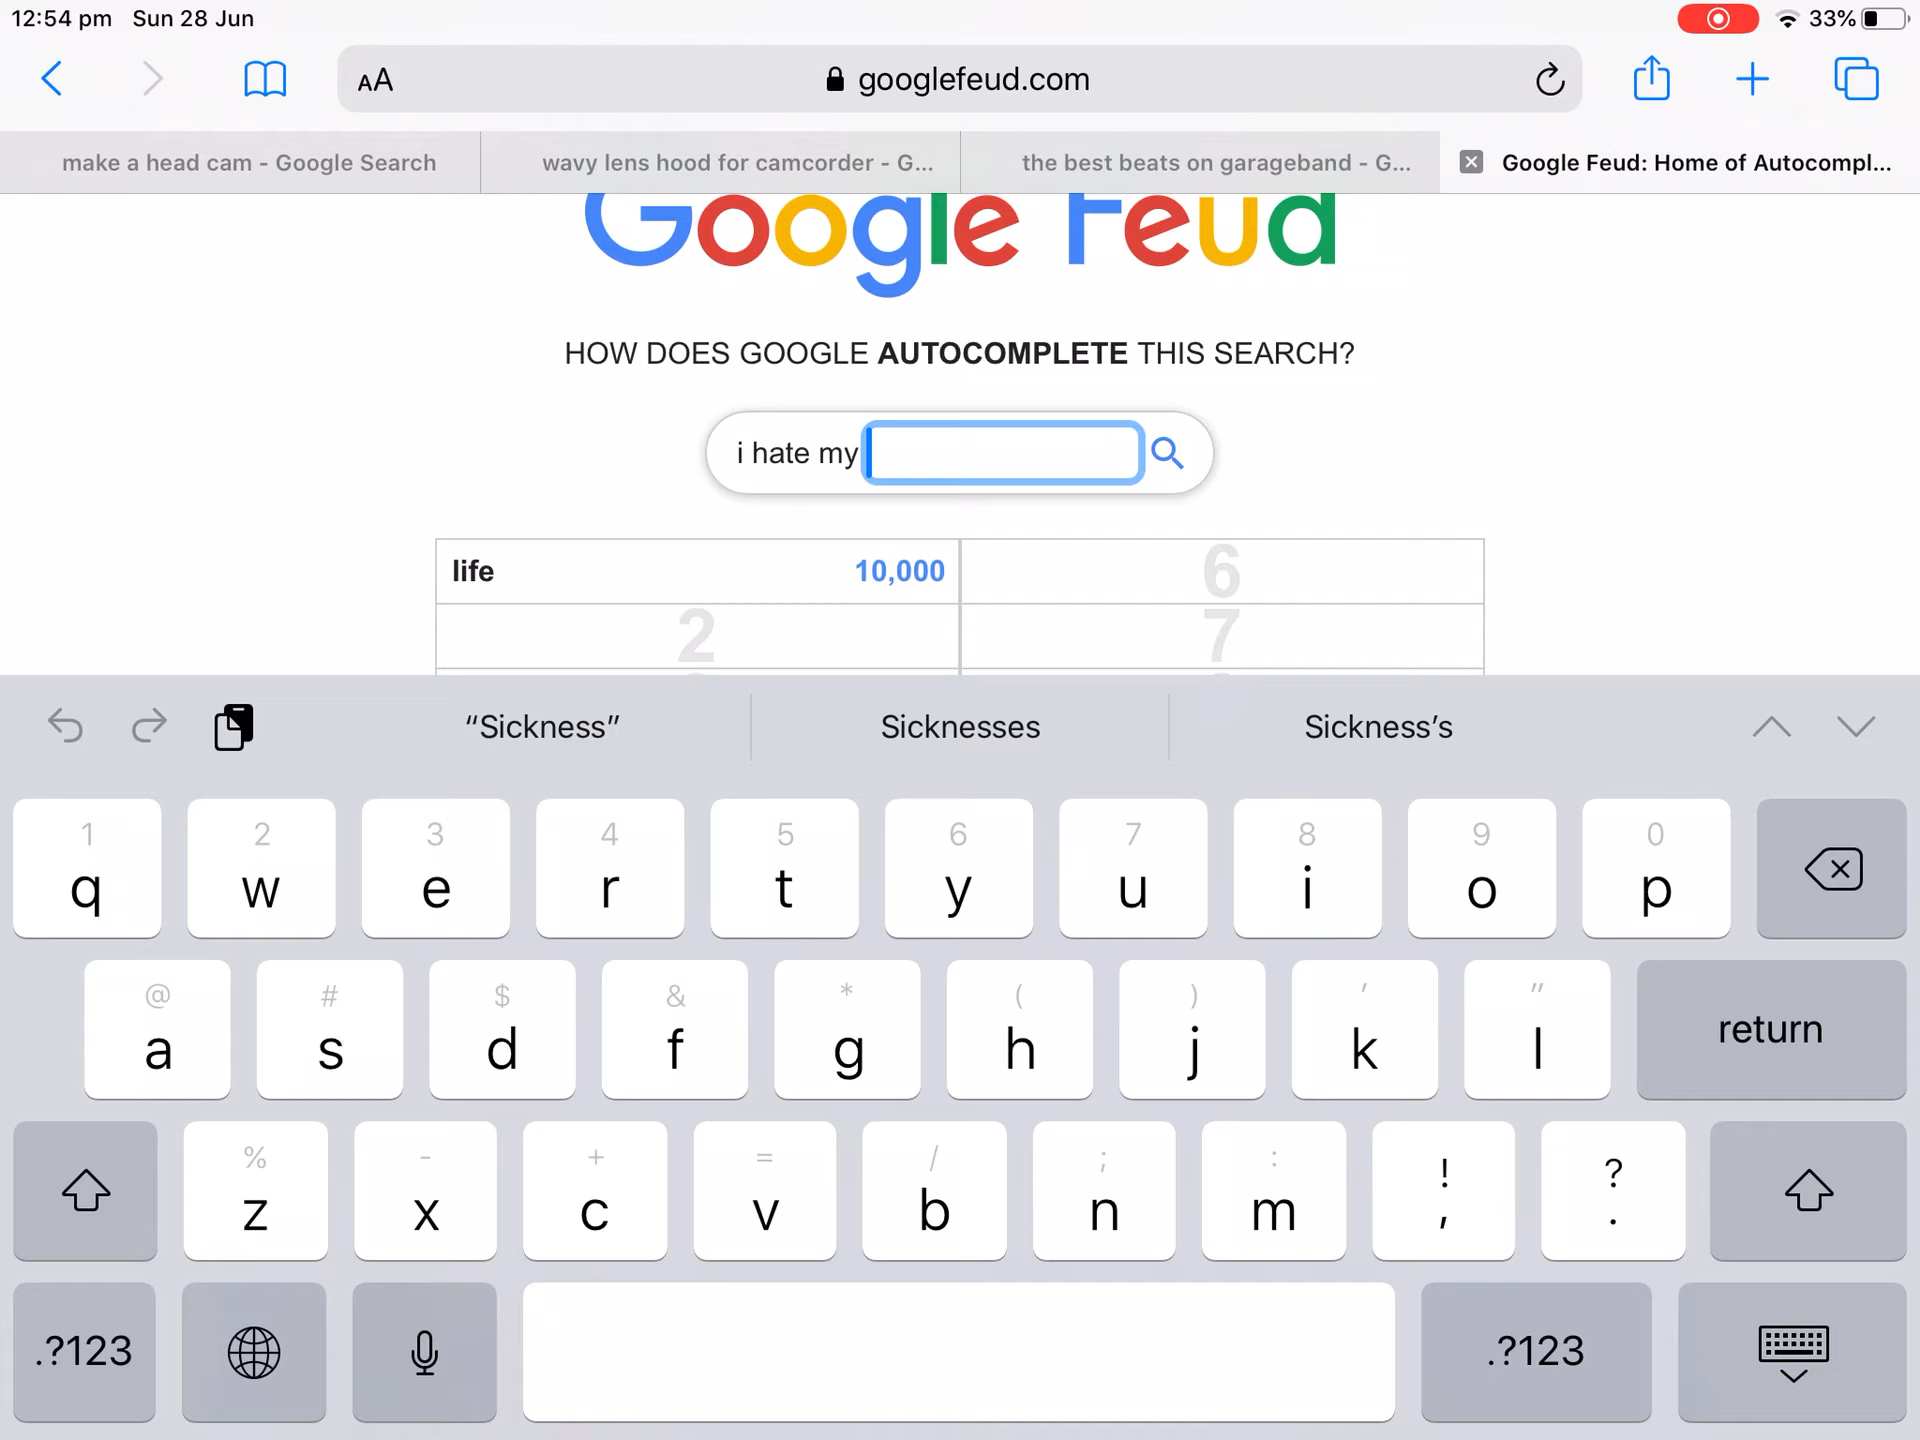 12:54 pm Sun 28 Jun 33%
AA googlefeud.com
make a head cam - Google Search wavy lens hood for camcorder - G... the best beats on garageband - G... Google Feud: Home of Autocompl...
Google Feud
HOW DOES GOOGLE AUTOCOMPLETE THIS SEARCH?
i hate my
life 10,000 6
2 7
“Sickness” Sicknesses Sickness’s
1 2 3 4 5 6 7 8 9 0
q w e r t y u i o p
@ # $ & * ( ) ' "
a s d f g h j k l return
% - + = / ; : ! ?
z x c v b n m , .
.?123 .?123